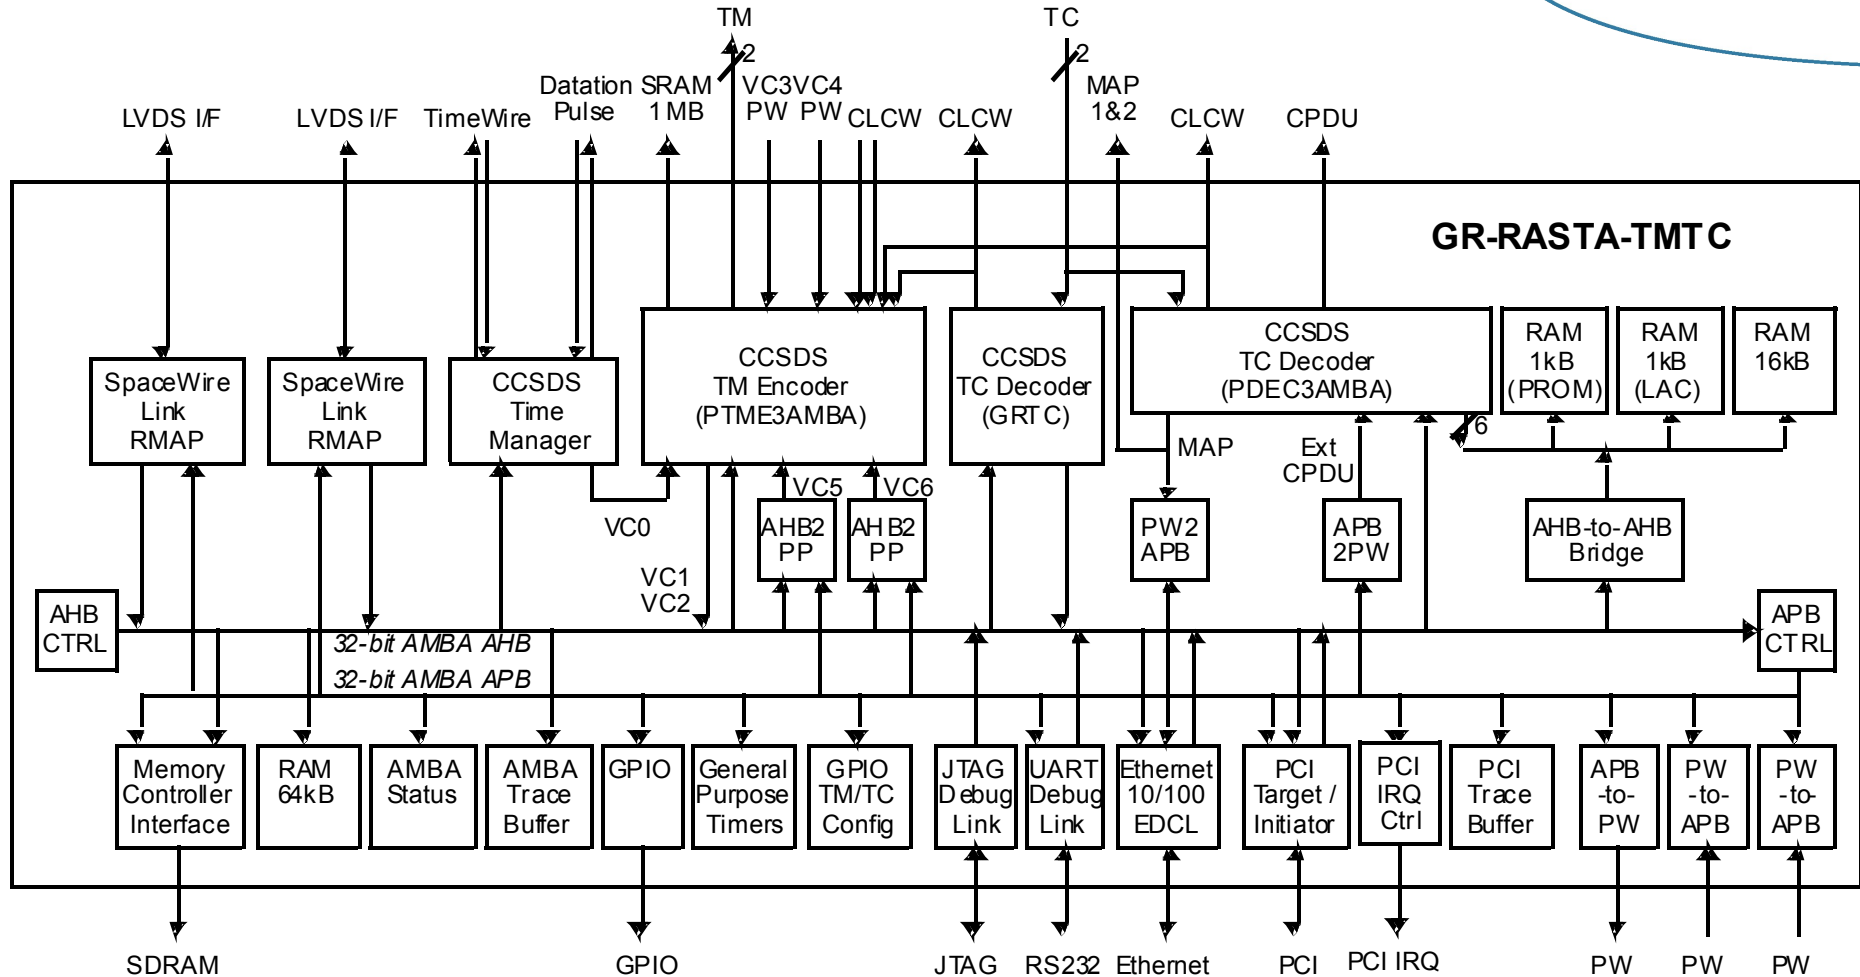 TM
TC
2
2
Datation
Pulse
SRAM
1MB
VC3
PW
VC4
PW
MAP
1&2
LVDS I/F
LVDS I/F
TimeWire
CLCW
CLCW
CLCW
CPDU
GR-RASTA-TMTC
SpaceWire
Link
RMAP
SpaceWire
Link
RMAP
CCSDS
Time
Manager
CCSDS
TM Encoder
(PTME3AMBA)
CCSDS
TC Decoder
(GRTC)
CCSDS
TC Decoder
(PDEC3AMBA)
RAM
1kB
(PROM)
RAM
1kB
(LAC)
RAM
16kB
6
MAP
Ext
CPDU
VC5
VC6
VC0
AHB2
PP
AHB2
PP
PW2
APB
APB
2PW
AHB-to-AHB
Bridge
VC1
VC2
AHB
CTRL
APB
CTRL
32-bit AMBA AHB
32-bit AMBA APB
Memory
Controller
Interface
RAM
64kB
AMBA
Status
AMBA
Trace
Buffer
GPIO
General
Purpose
Timers
GPIO
TM/TC
Config
JTAG
Debug
Link
UART
Debug
Link
Ethernet
10/100
EDCL
PCI
Target /
Initiator
PCI
IRQ
Ctrl
PCI
Trace
Buffer
APB
-to-
PW
PW
-to-
APB
PW
-to-
APB
SDRAM
GPIO
JTAG
RS232
Ethernet
PCI
PCI IRQ
PW
PW
PW